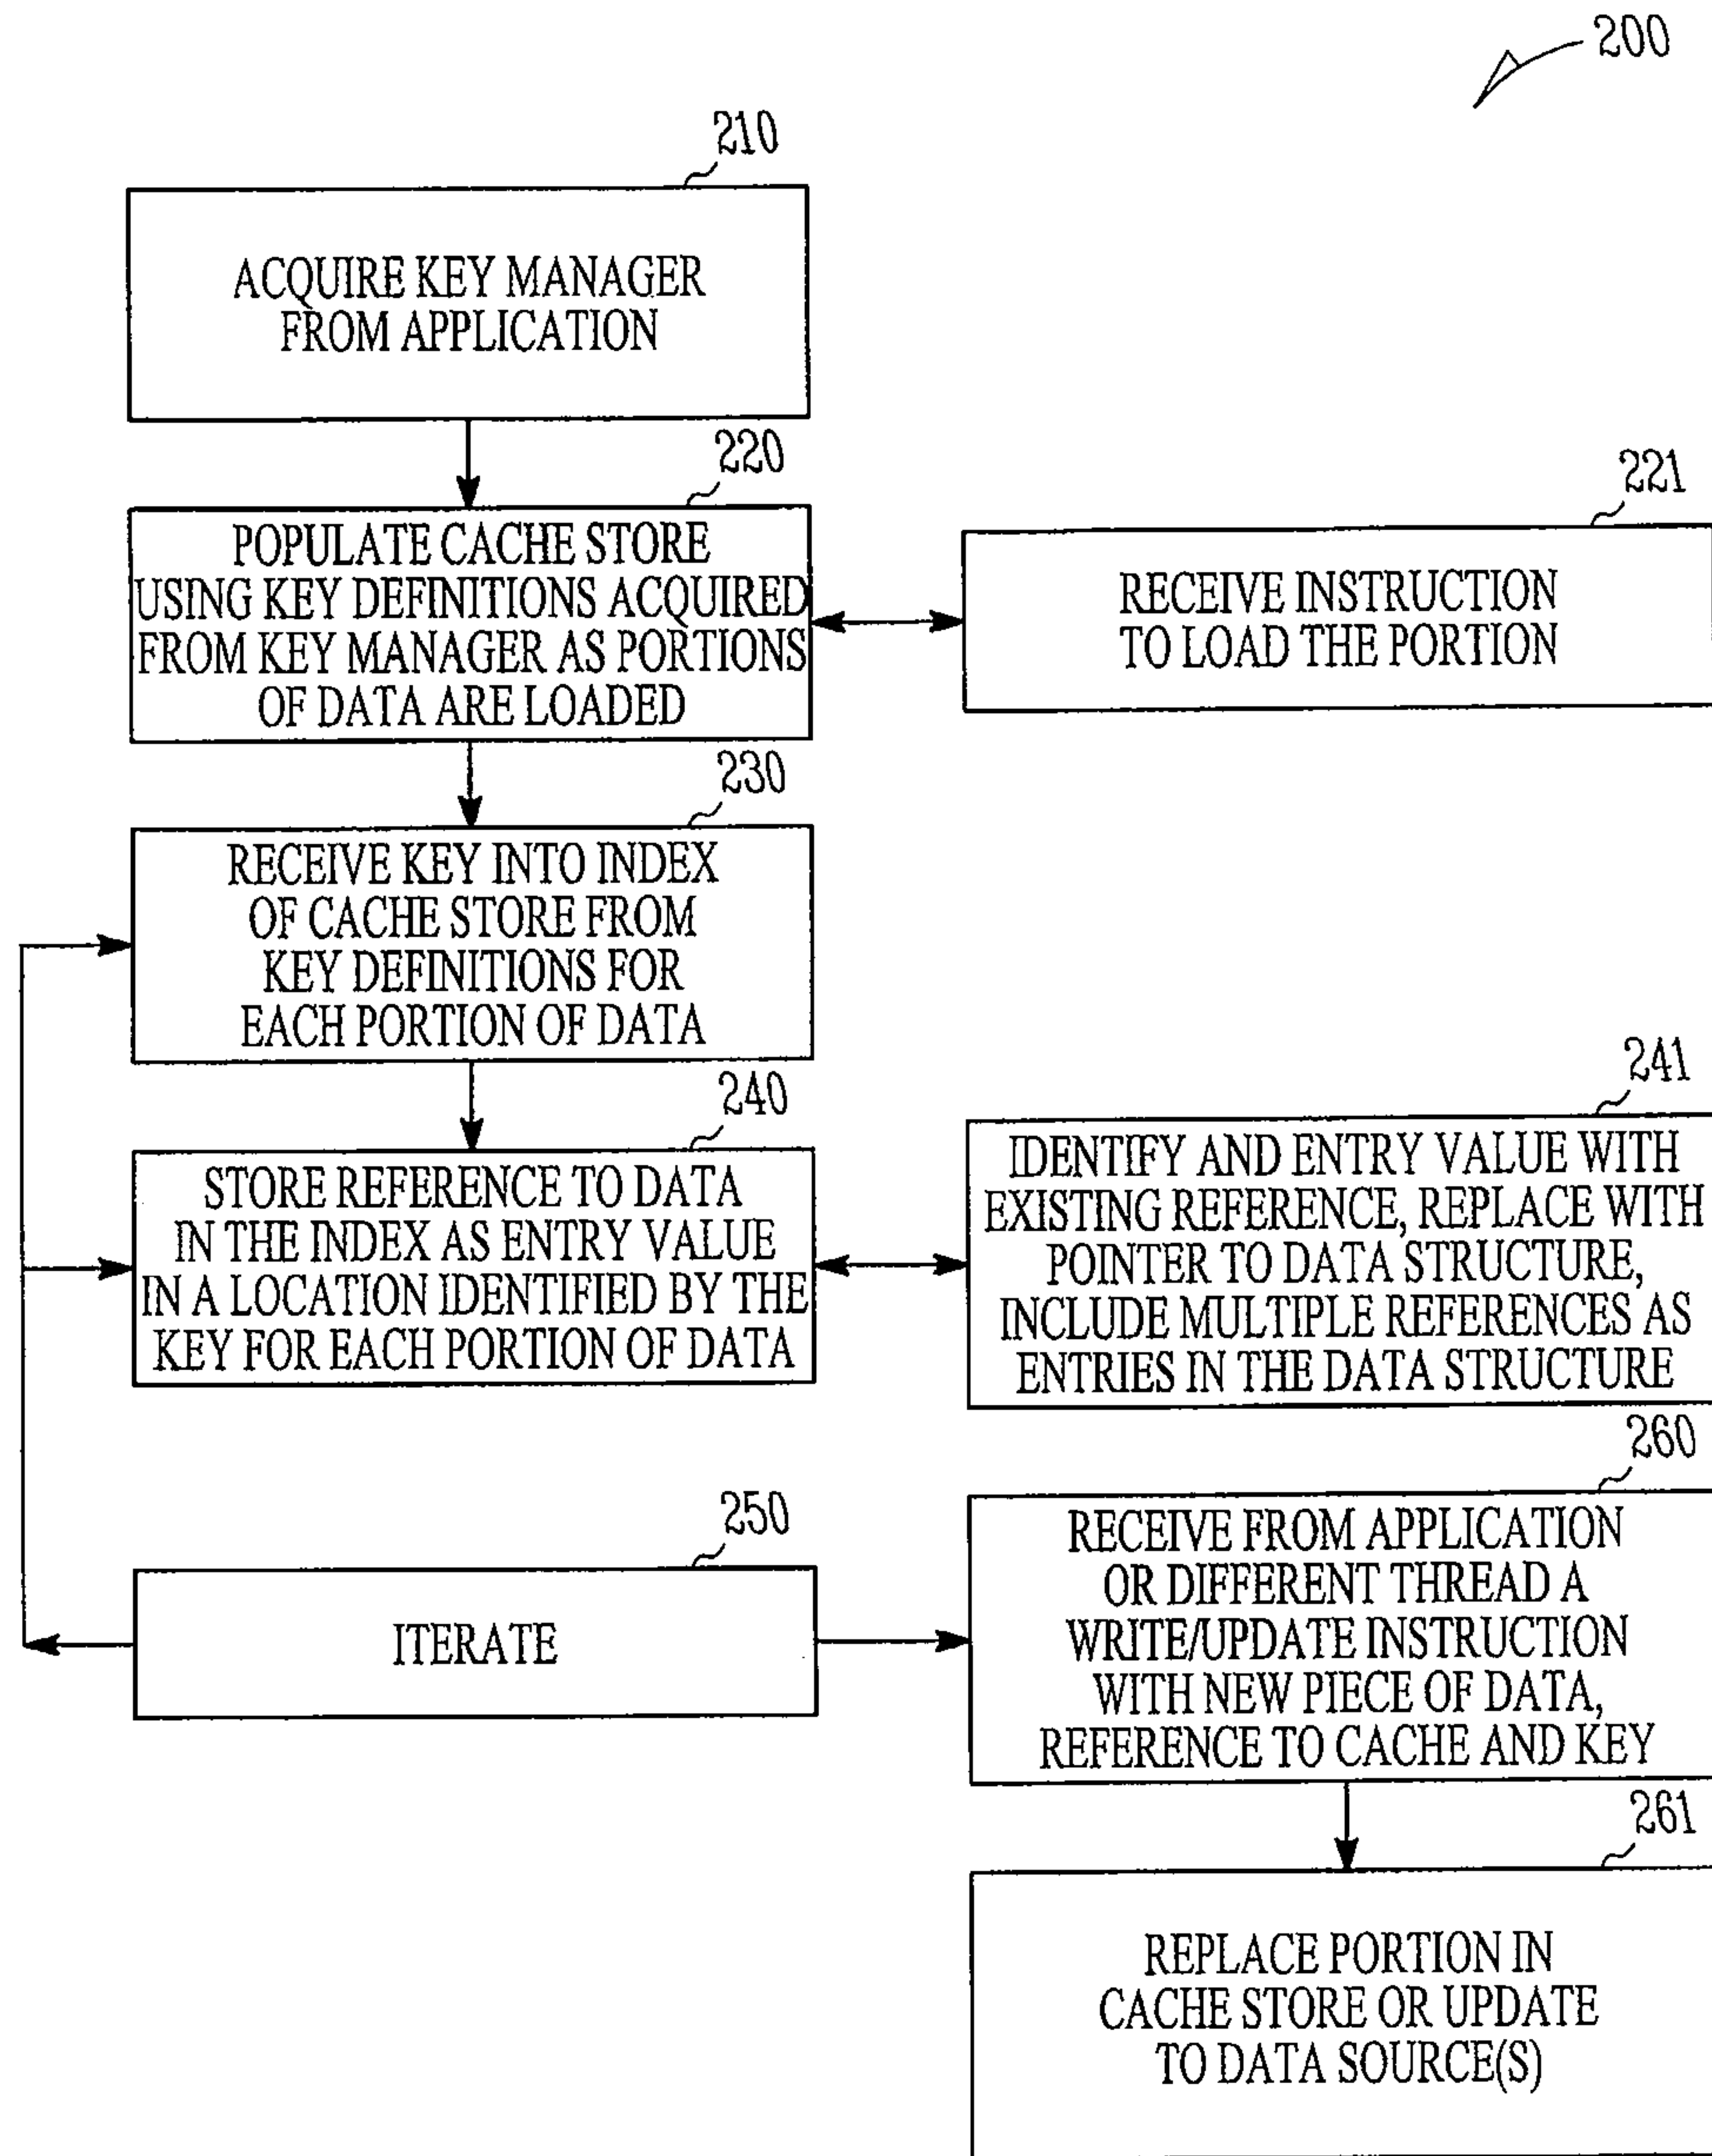 200
210
ACQUIRE KEY MANAGER
FROM APPLICATION
220
POPULATE CACHE STORE
USING KEY DEFINITIONS ACQUIRED
FROM KEY MANAGER AS PORTIONS
OF DATA ARE LOADED
221
RECEIVE INSTRUCTION
TO LOAD THE PORTION
230
RECEIVE KEY INTO INDEX
OF CACHE STORE FROM
KEY DEFINITIONS FOR
EACH PORTION OF DATA
240
STORE REFERENCE TO DATA
IN THE INDEX AS ENTRY VALUE
IN A LOCATION IDENTIFIED BY THE
KEY FOR EACH PORTION OF DATA
241
IDENTIFY AND ENTRY VALUE WITH
EXISTING REFERENCE, REPLACE WITH
POINTER TO DATA STRUCTURE,
INCLUDE MULTIPLE REFERENCES AS
ENTRIES IN THE DATA STRUCTURE
250
ITERATE
260
RECEIVE FROM APPLICATION
OR DIFFERENT THREAD A
WRITE/UPDATE INSTRUCTION
WITH NEW PIECE OF DATA,
REFERENCE TO CACHE AND KEY
261
REPLACE PORTION IN
CACHE STORE OR UPDATE
TO DATA SOURCE(S)